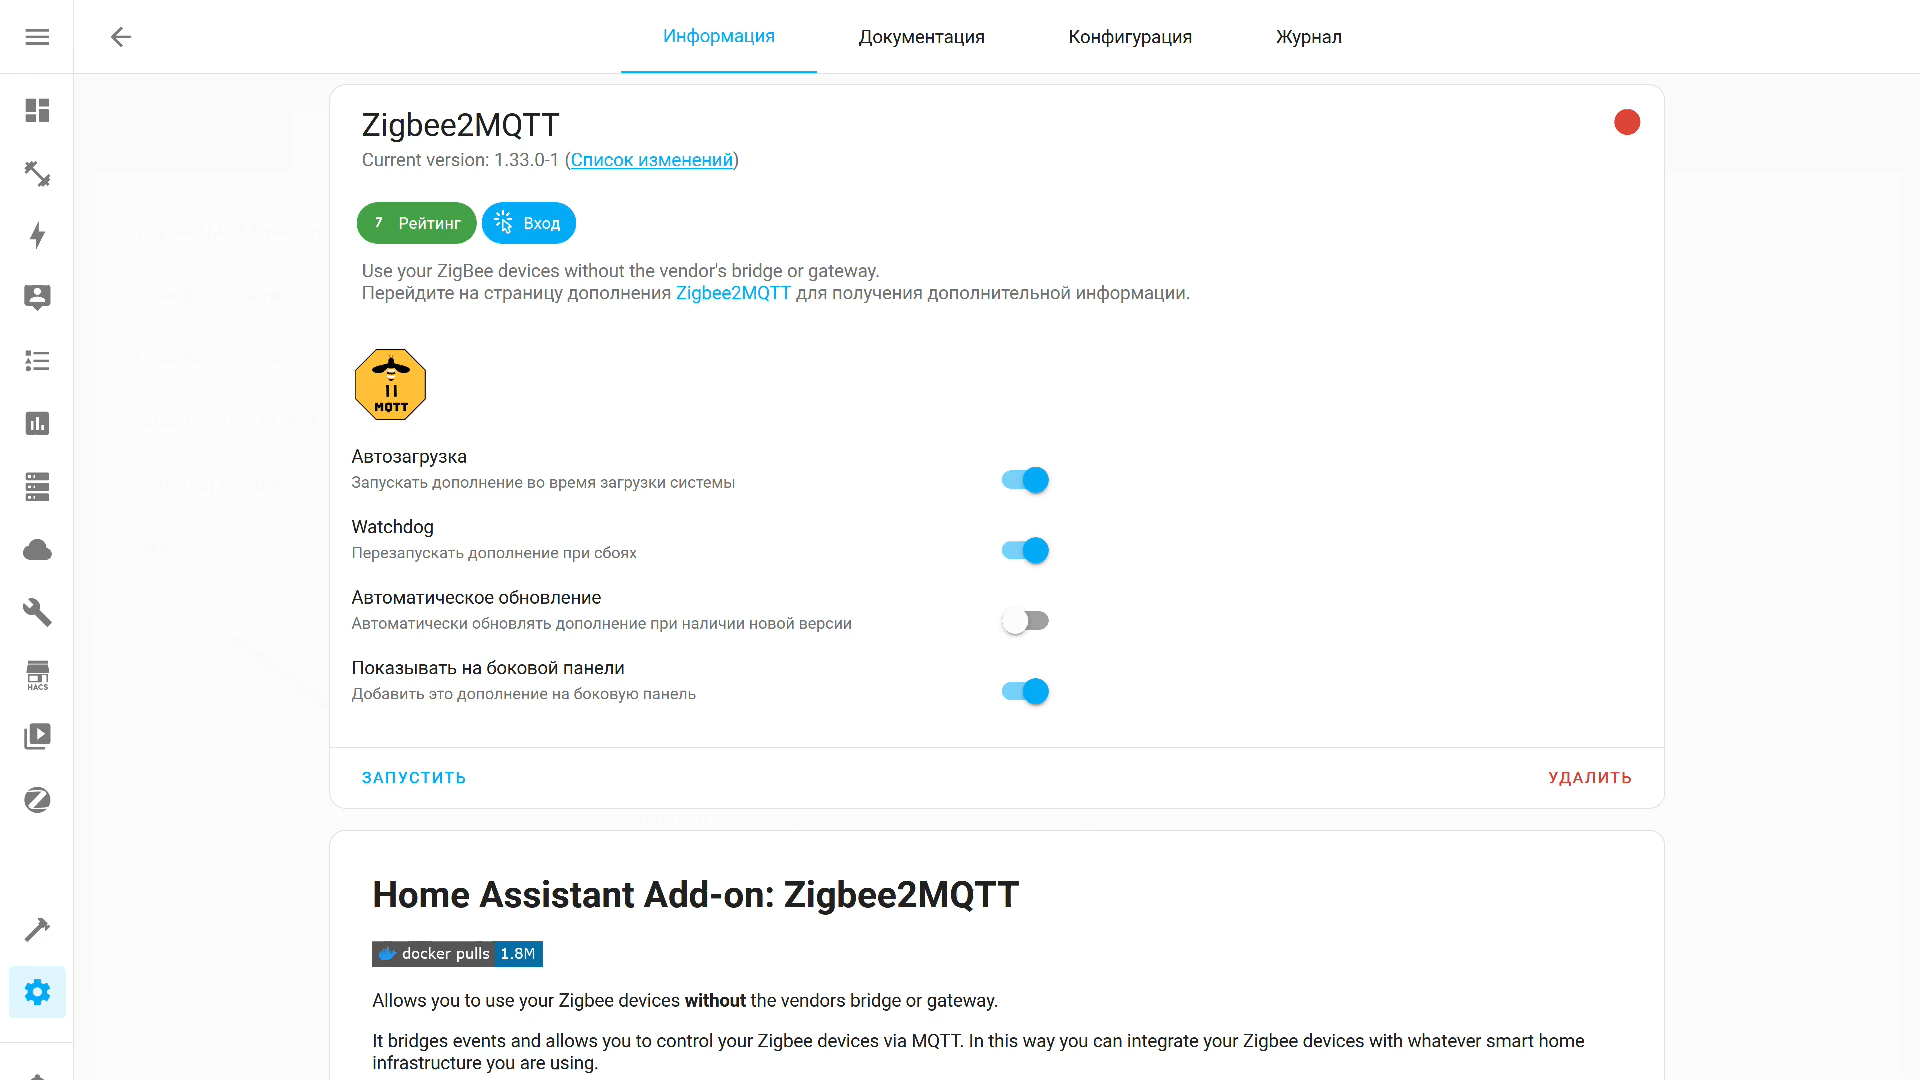 Информация
Документация
Конфигурация
Журнал
Zigbee2MQTT
Current version: 1.33.0-1 (Список изменений)
7 Рейтинг
Вход
Use your ZigBee devices without the vendor's bridge or gateway.
Перейдите на страницу дополнения Zigbee2MQTT для получения дополнительной информации.
MQTT
Автозагрузка
Запускать дополнение во время загрузки системы
Watchdog
Перезапускать дополнение при сбоях
Автоматическое обновление
Автоматически обновлять дополнение при наличии новой версии
Показывать на боковой панели
Добавить это дополнение на боковую панель
HACS
ЗАПУСТИТЬ
УДАЛИТЬ
Home Assistant Add-on: Zigbee2MQTT
docker pulls 1.8M
Allows you to use your Zigbee devices without the vendors bridge or gateway.
It bridges events and allows you to control your Zigbee devices via MQTT. In this way you can integrate your Zigbee devices with whatever smart home
infrastructure you are using.